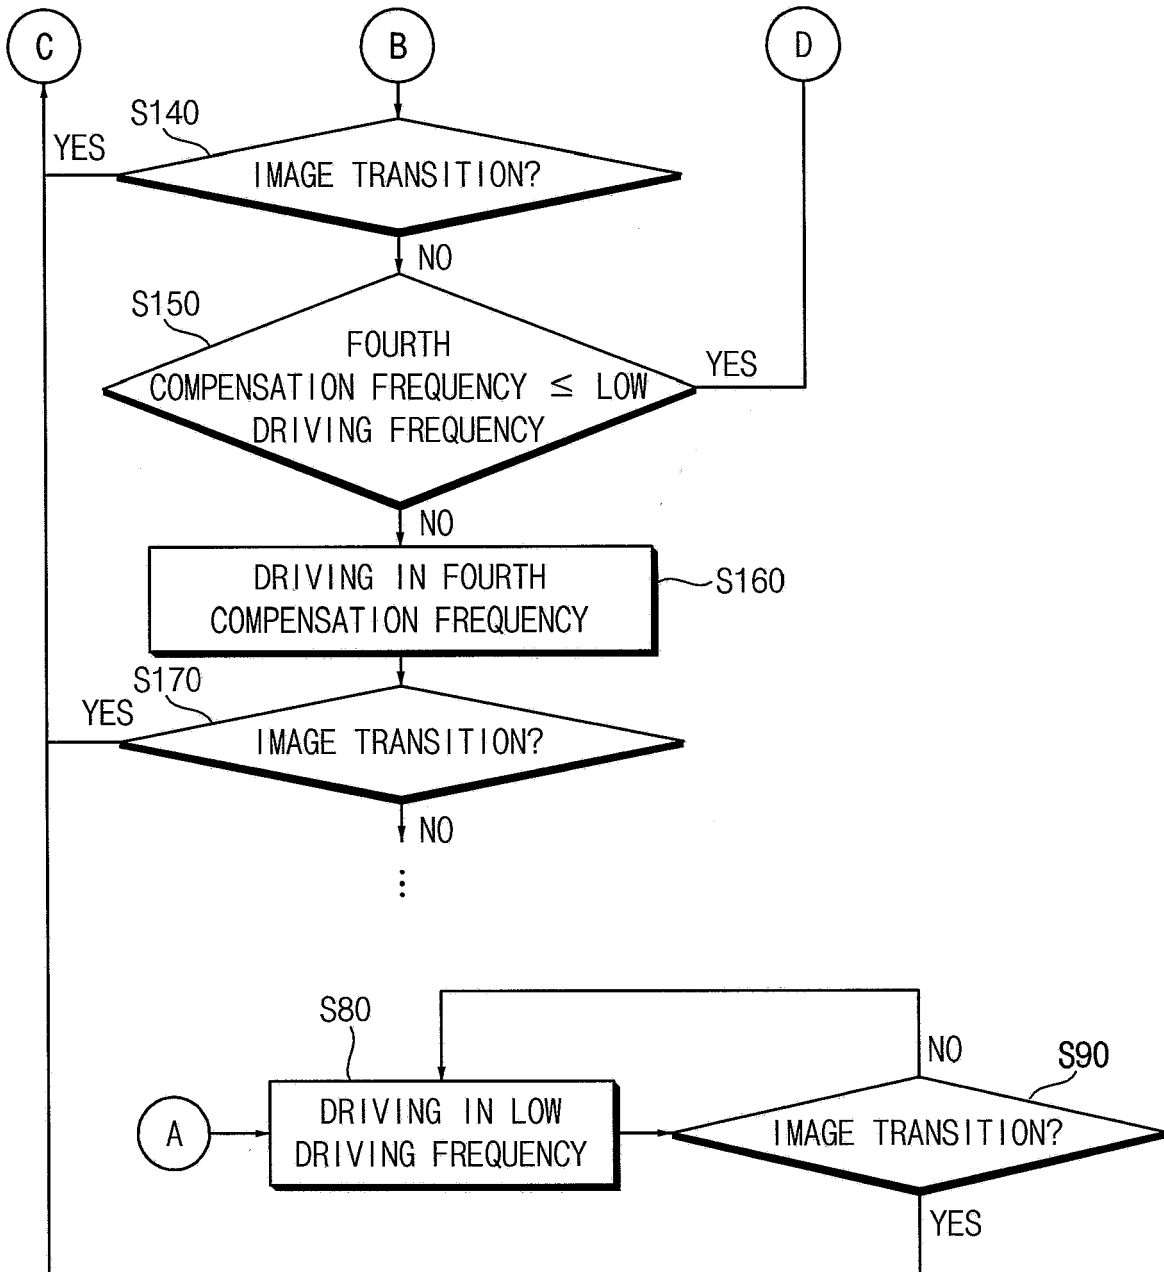 C
B
D
S140
YES
IMAGE TRANSITION?
NO
S150
FOURTH
COMPENSATION FREQUENCY ≤ LOW
DRIVING FREQUENCY
YES
NO
DRIVING IN FOURTH
COMPENSATION FREQUENCY
S160
S170
YES
IMAGE TRANSITION?
NO
⋮
S80
NO
S90
A
DRIVING IN LOW
DRIVING FREQUENCY
IMAGE TRANSITION?
YES